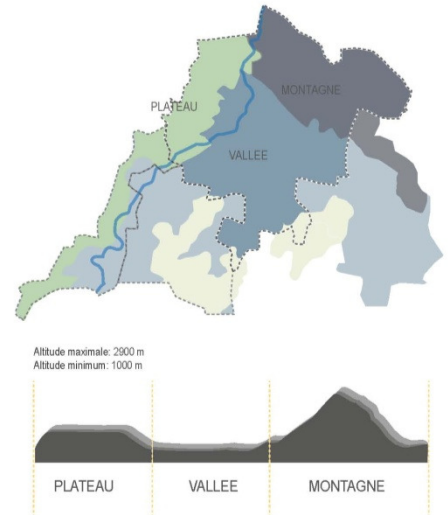 MONTAGNE
PLATEAU
VALLEE
Altitude maximale: 2900 m
Altitude minimum: 1000 m
PLATEAU VALLEE MONTAGNE